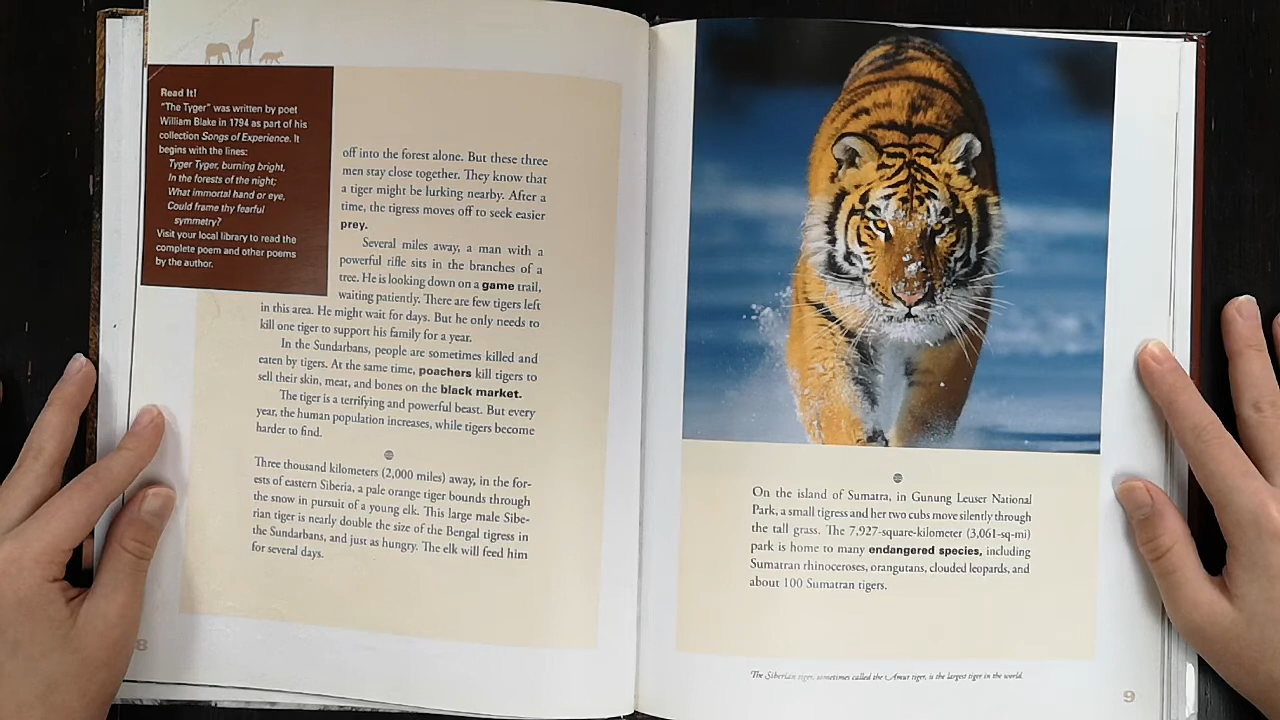 Read It!
"The Tyger" was written by poet
William Blake in 1794 as part of his
collection Songs of Experience. It
begins with the lines:
Tyger Tyger, burning bright,
In the forests of the night;
What immortal hand or eye,
Could frame thy fearful
symmetry?
Visit your local library to read the
complete poem and other poems
by the author.
off into the forest alone. But these three
men stay close together. They know that
a tiger might be lurking nearby. After a
time, the tigress moves off to seek easier
prey.
Several miles away, a man with a
powerful rifle sits in the branches of a
tree. He is looking down on a game trail,
waiting patiently. There are few tigers left
in this area. He might wait for days. But he only needs to
kill one tiger to support his family for a year.
In the Sundarbans, people are sometimes killed and
eaten by tigers. At the same time, poachers kill tigers to
sell their skin, meat, and bones on the black market.
The tiger is a terrifying and powerful beast. But every
year, the human population increases, while tigers become
harder to find.
Three thousand kilometers (2,000 miles) away, in the for-
ests of eastern Siberia, a pale orange tiger bounds through
the snow in pursuit of a young elk. This large male Sibe-
rian tiger is nearly double the size of the Bengal tigress in
the Sundarbans, and just as hungry. The elk will feed him
for several days.
8
On the island of Sumatra, in Gunung Leuser National
Park, a small tigress and her two cubs move silently through
the tall grass. The 7,927-square-kilometer (3,061-sq-mi)
park is home to many endangered species, including
Sumatran rhinoceroses, orangutans, clouded leopards, and
about 100 Sumatran tigers.
The Siberian tiger, sometimes called the Amur tiger, is the largest tiger in the world.
9